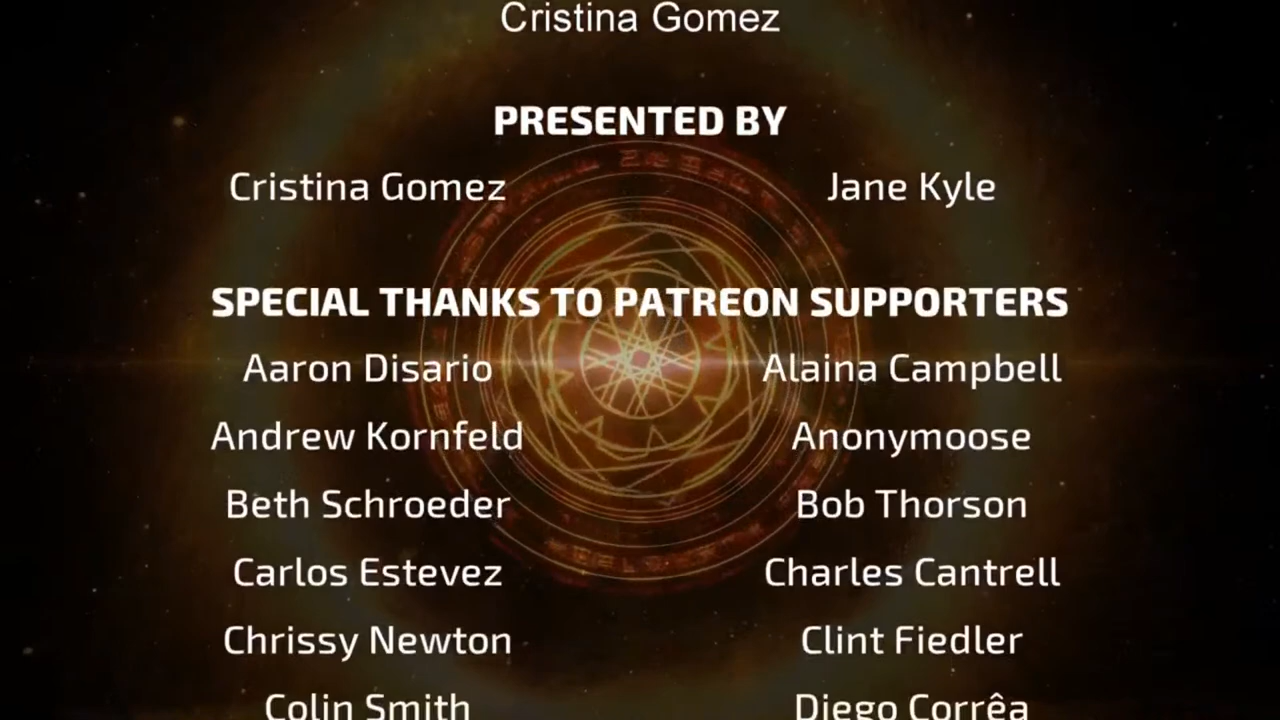 Cristina Gomez
PRESENTED BY
Cristina Gomez Jane Kyle
SPECIAL THANKS TO PATREON SUPPORTERS
Aaron Disario Alaina Campbell
Andrew Kornfeld Anonymoose
Beth Schroeder Bob Thorson
Carlos Estevez Charles Cantrell
Chrissy Newton Clint Fiedler
Colin Smith Diego Corrêa